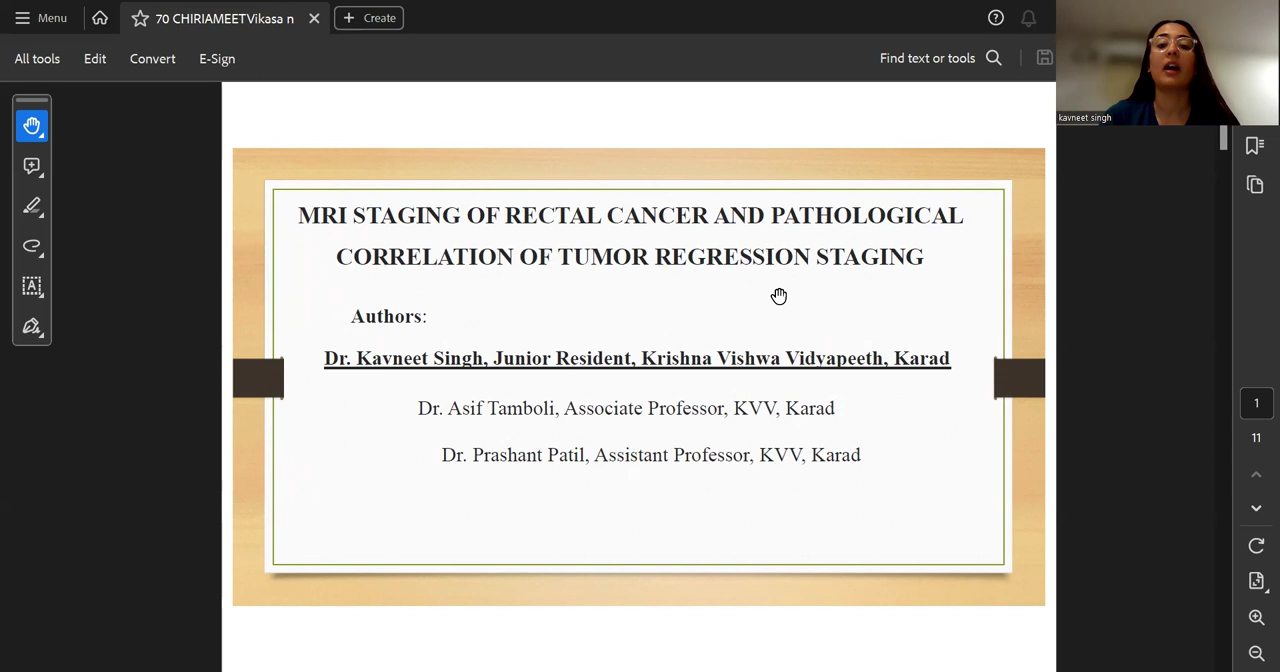 Menu
70 CHIRIAMEETVikasa n
Create
All tools
Edit
Convert
E-Sign
Find text or tools
kavneet singh
MRI STAGING OF RECTAL CANCER AND PATHOLOGICAL
CORRELATION OF TUMOR REGRESSION STAGING
Authors:
Dr. Kavneet Singh, Junior Resident, Krishna Vishwa Vidyapeeth, Karad
Dr. Asif Tamboli, Associate Professor, KVV, Karad
Dr. Prashant Patil, Assistant Professor, KVV, Karad
1
11